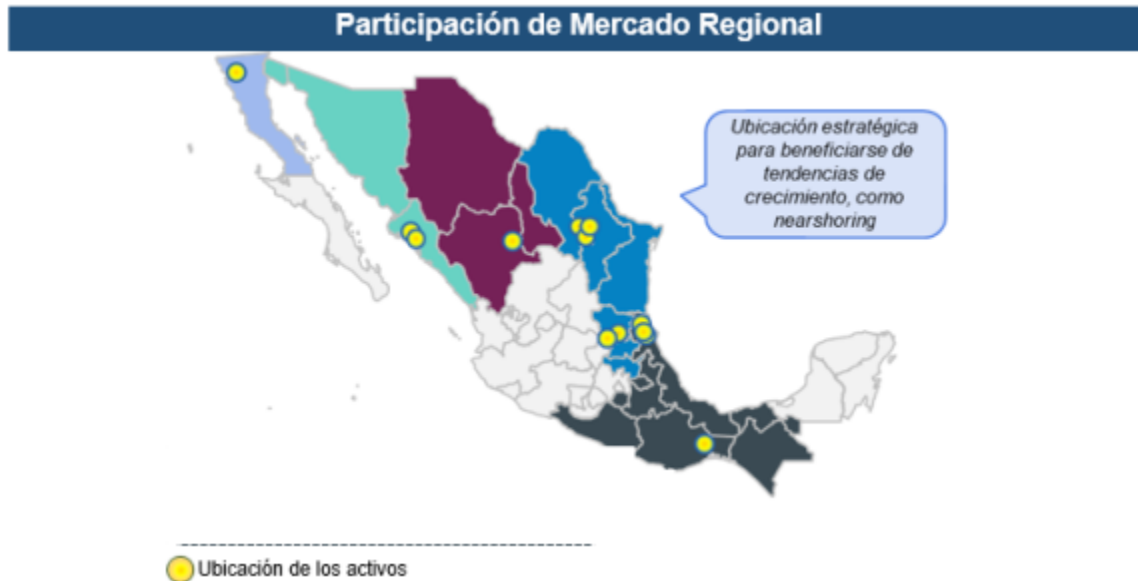 Participación de Mercado Regional
Ubicación estratégica
para beneficiarse de
tendencias de
crecimiento, como
nearshoring
Ubicación de los activos